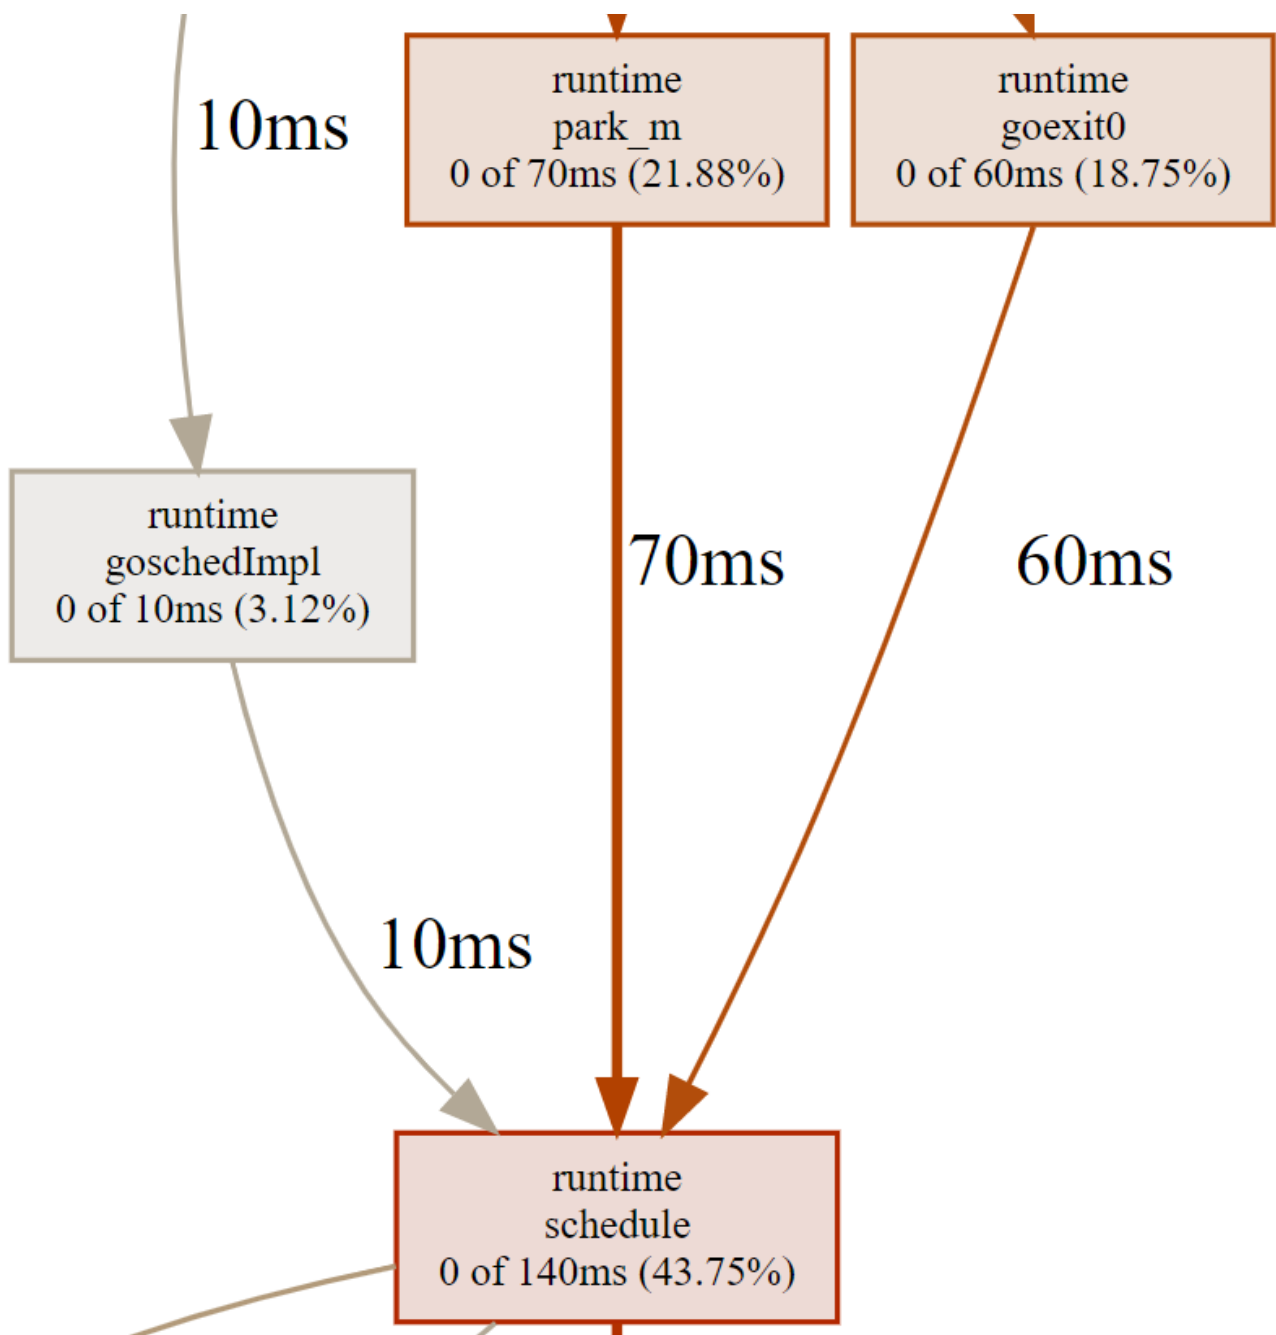 10ms
runtime
park_m
0 of 70ms (21.88%)
runtime
goexit0
0 of 60ms (18.75%)
runtime
goschedImpl
0 of 10ms (3.12%)
70ms
60ms
10ms
runtime
schedule
0 of 140ms (43.75%)